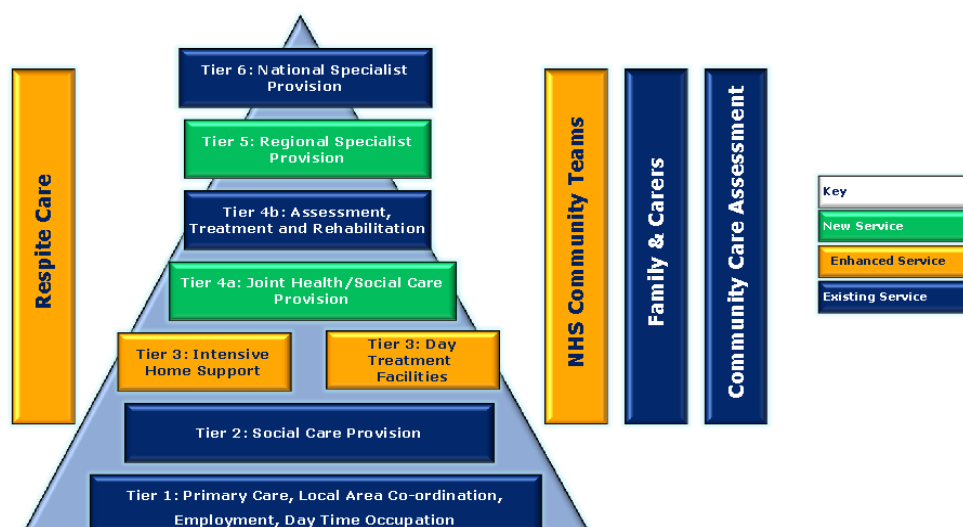 Respite Care
Tier 6: National Specialist
Provision
Tier 5: Regional Specialist
Provision
Tier 4b: Assessment,
Treatment and Rehabilitation
Tier 4a: Joint Health/Social Care
Provision
Tier 3: Intensive
Home Support
Tier 3: Day
Treatment
Facilities
Tier 2: Social Care Provision
Tier 1: Primary Care, Local Area Co-ordination,
Employment, Day Time Occupation
NHS Community Teams
Family & Carers
Community Care Assessment
Key
New Service
Enhanced Service
Existing Service